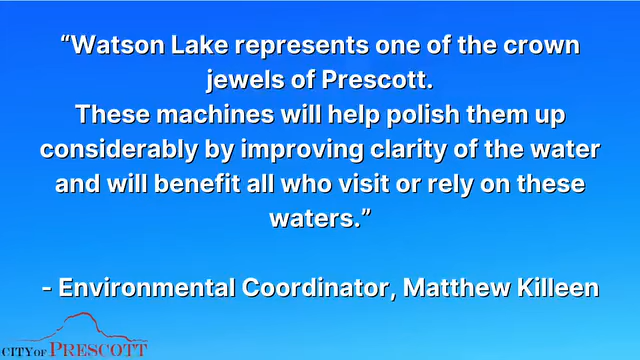 “Watson Lake represents one of the crown
jewels of Prescott.
These machines will help polish them up
considerably by improving clarity of the water
and will benefit all who visit or rely on these
waters.”
- Environmental Coordinator, Matthew Killeen
CITY OF PRESCOTT